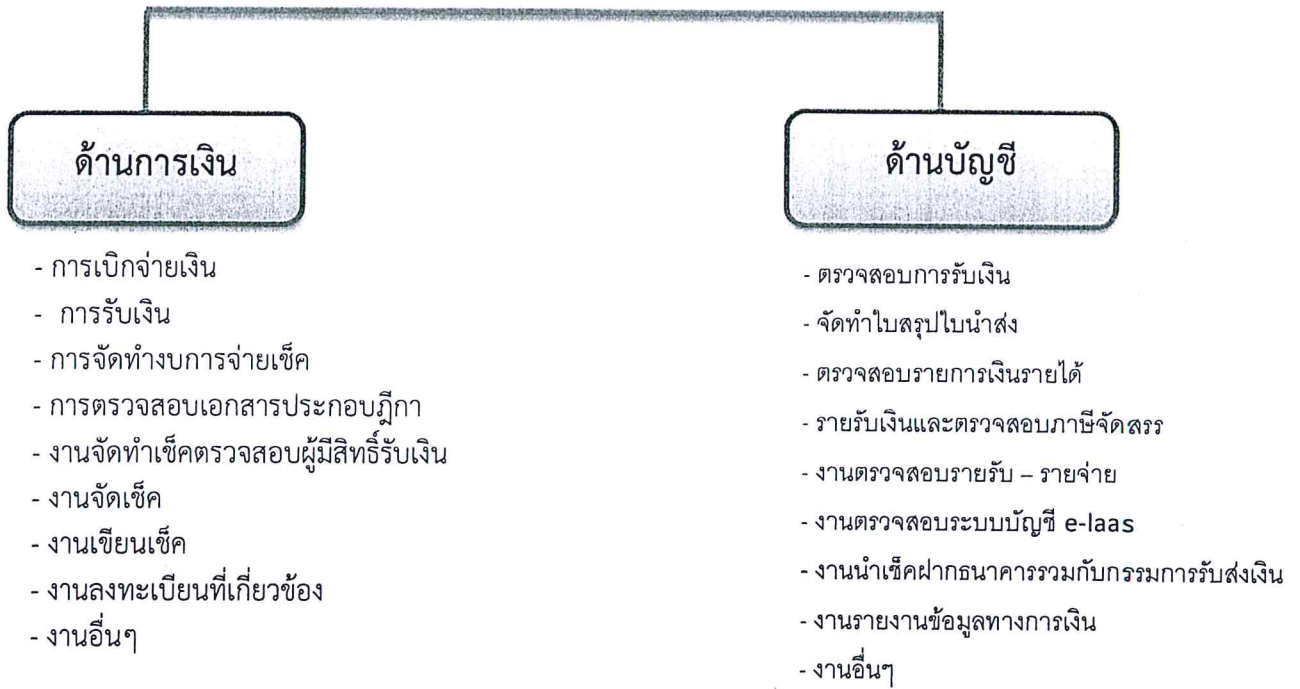 ด้านการเงิน
- การเบิกจ่ายเงิน
- การรับเงิน
- การจัดทำงบการจ่ายเช็ค
- การตรวจสอบเอกสารประกอบฎีกา
- งานจัดทำเช็คตรวจสอบผู้มีสิทธิ์รับเงิน
- งานจัดเช็ค
- งานเขียนเช็ค
- งานลงทะเบียนที่เกี่ยวข้อง
- งานอื่นๆ
ด้านบัญชี
- ตรวจสอบการรับเงิน
- จัดทำใบสรุปใบนำส่ง
- ตรวจสอบรายการเงินรายได้
- รายรับเงินและตรวจสอบภาษีจัดสรร
- งานตรวจสอบรายรับ – รายจ่าย
- งานตรวจสอบระบบบัญชี e-laas
- งานนำเช็คฝากธนาคารรวมกับกรรมการรับส่งเงิน
- งานรายงานข้อมูลทางการเงิน
- งานอื่นๆ